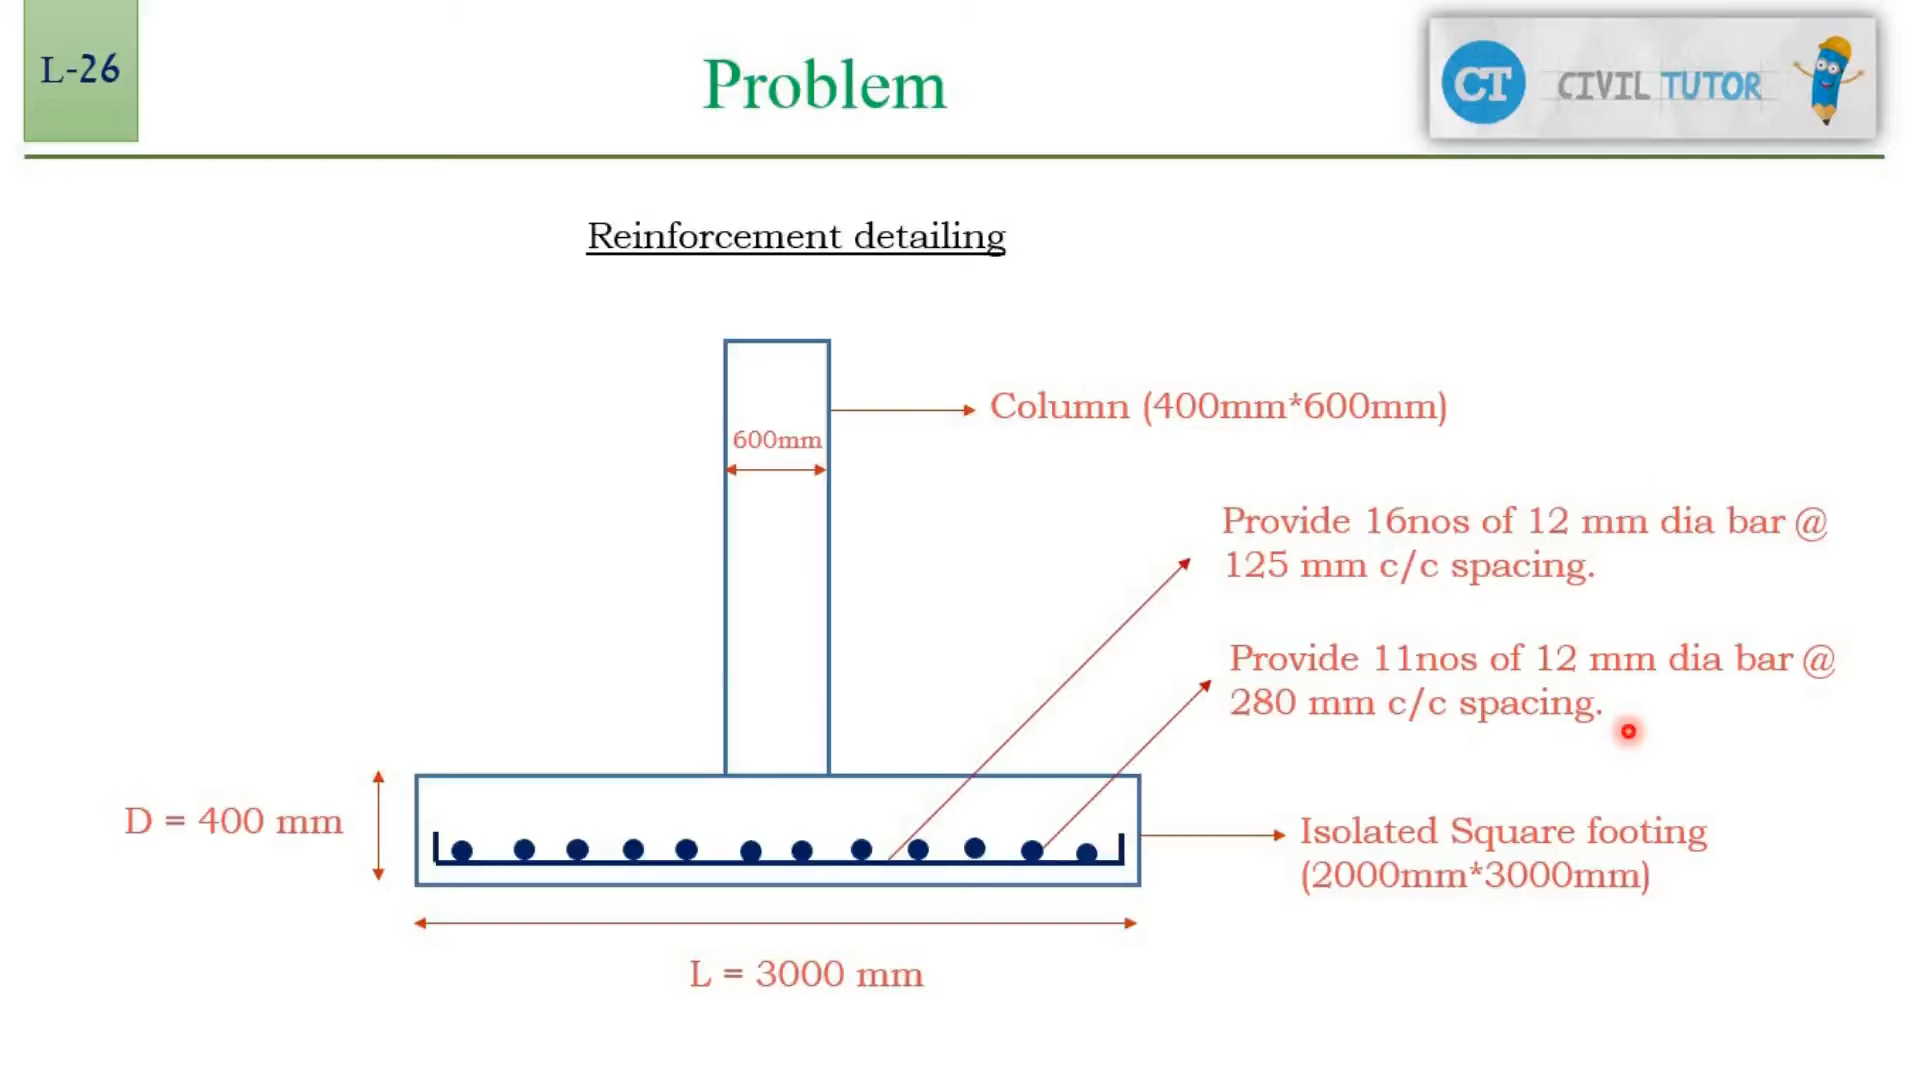 L-26
Problem
CT CIVIL TUTOR
Reinforcement detailing
Column (400mm*600mm)
600mm
Provide 16nos of 12 mm dia bar @
125 mm c/c spacing.
Provide 11nos of 12 mm dia bar @
280 mm c/c spacing.
D = 400 mm
Isolated Square footing
(2000mm*3000mm)
L = 3000 mm